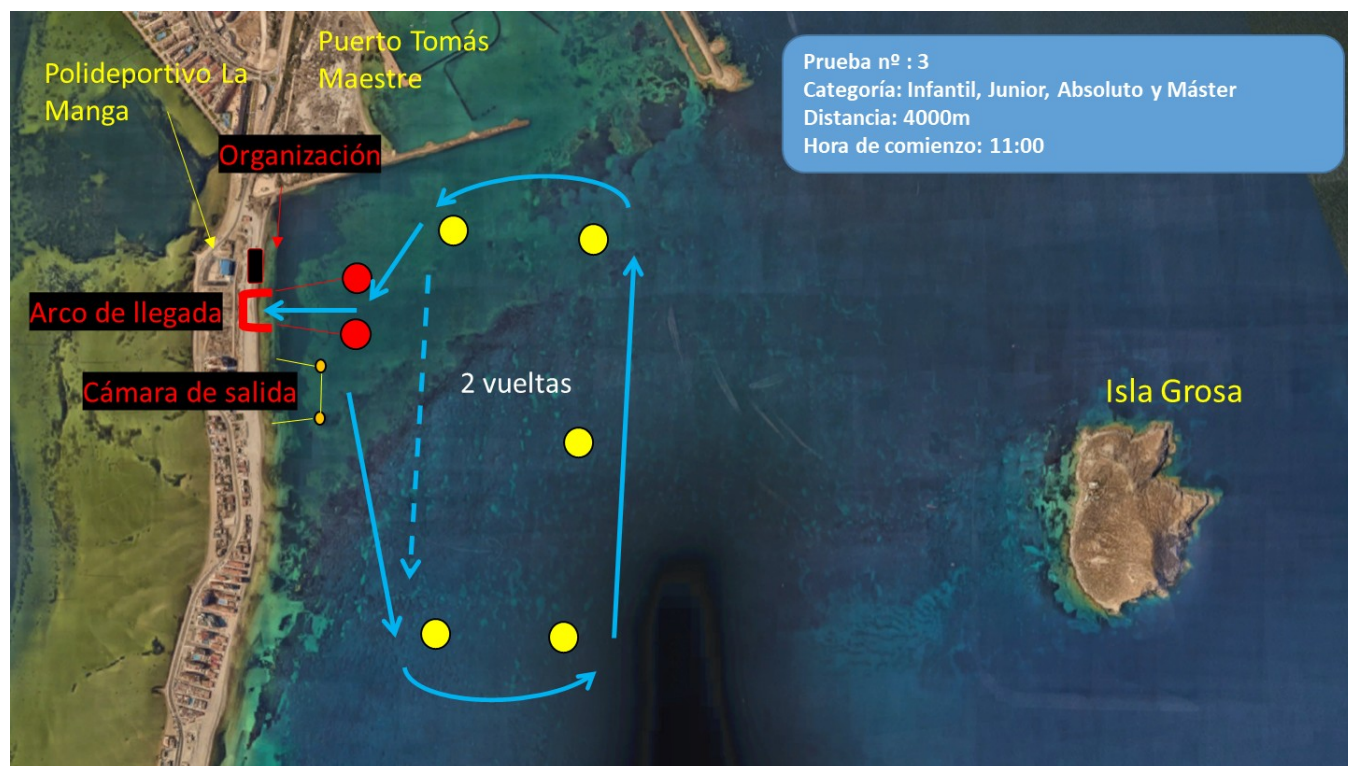 Puerto Tomás
Maestre
Polideportivo La
Manga
Organización
Prueba nº : 3
Categoría: Infantil, Junior, Absoluto y Máster
Distancia: 4000m
Hora de comienzo: 11:00
Arco de llegada
Cámara de salida
2 vueltas
Isla Grosa